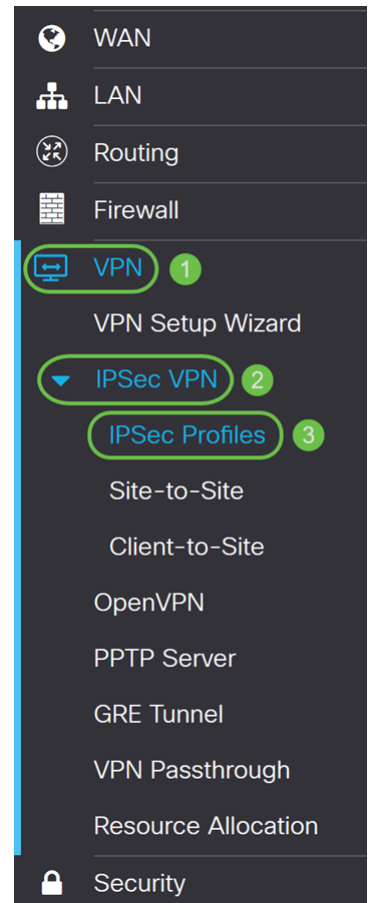 WAN
LAN
Routing
Firewall
VPN 1
VPN Setup Wizard
IPSec VPN 2
IPSec Profiles 3
Site-to-Site
Client-to-Site
OpenVPN
PPTP Server
GRE Tunnel
VPN Passthrough
Resource Allocation
Security